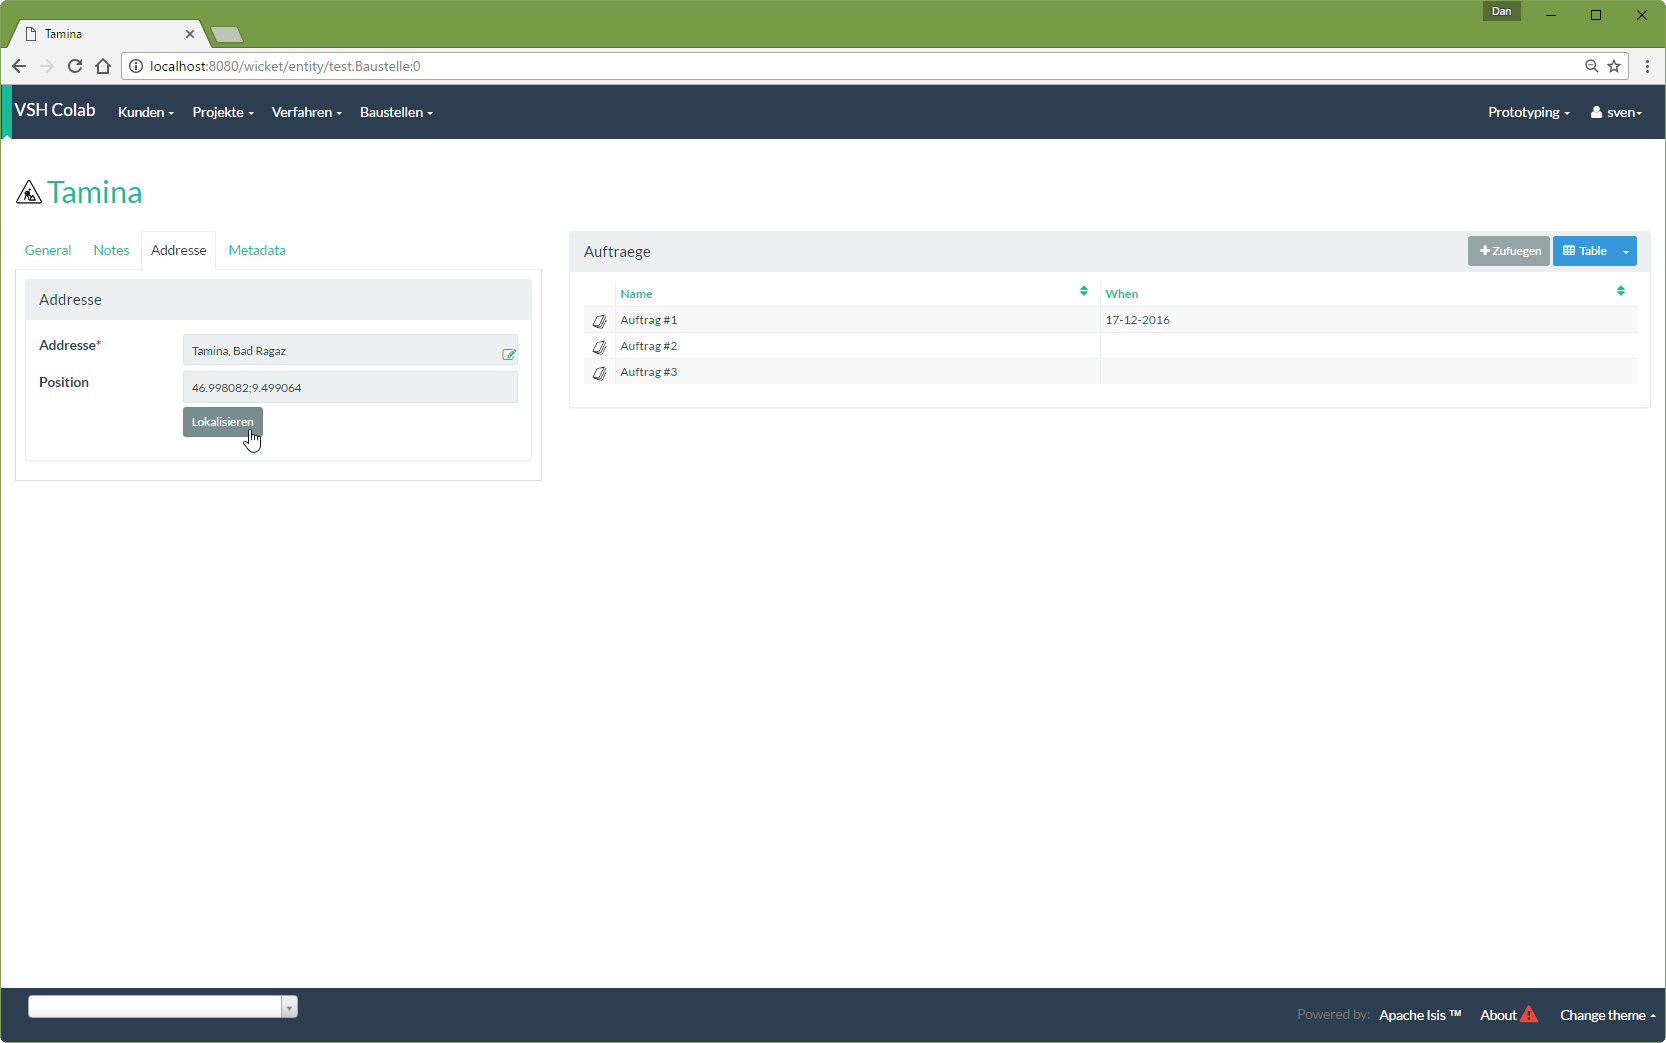 Dan
Tamina
localhost:8080/wicket/entity/test.Baustelle:0
VSH Colab Kunden Projekte Verfahren Baustellen Prototyping sven
Tamina
General Notes Addresse Metadata
Addresse
Addresse* Tamina, Bad Ragaz
Position 46.998082;9.499064
Lokalisieren
Auftraege Zufuegen Table
Name When
Auftrag #1 17-12-2016
Auftrag #2
Auftrag #3
Powered by: Apache Isis ™ About Change theme